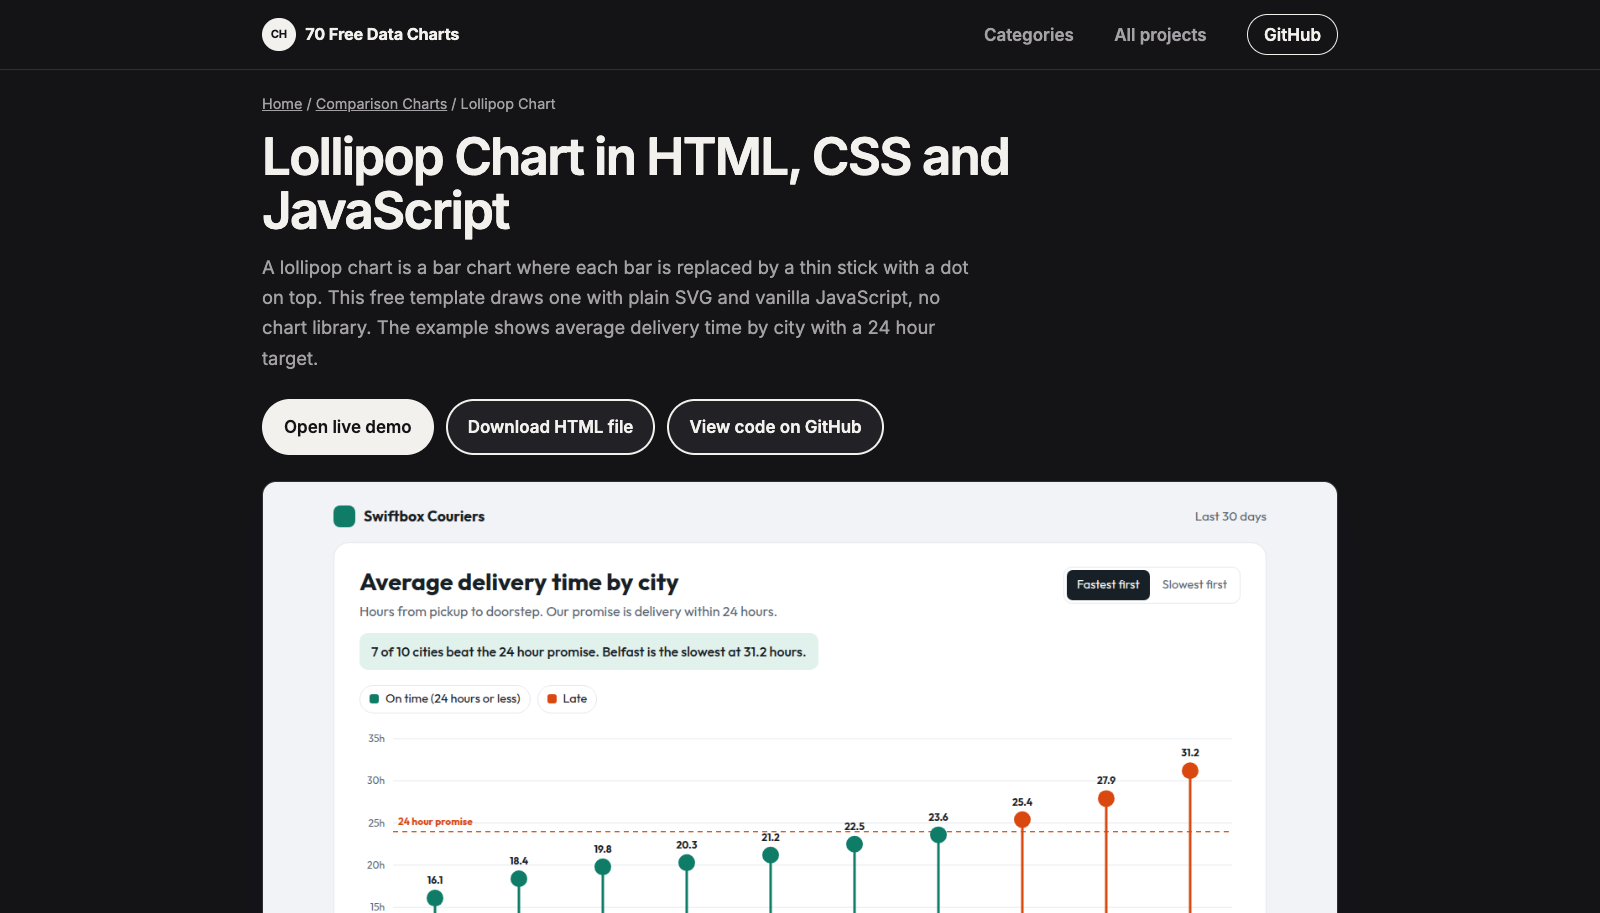 CH 70 Free Data Charts
Categories
All projects
GitHub
Home / Comparison Charts / Lollipop Chart
Lollipop Chart in HTML, CSS and
JavaScript
A lollipop chart is a bar chart where each bar is replaced by a thin stick with a dot
on top. This free template draws one with plain SVG and vanilla JavaScript, no
chart library. The example shows average delivery time by city with a 24 hour
target.
Open live demo
Download HTML file
View code on GitHub
Swiftbox Couriers
Last 30 days
Average delivery time by city
Fastest first
Slowest first
Hours from pickup to doorstep. Our promise is delivery within 24 hours.
7 of 10 cities beat the 24 hour promise. Belfast is the slowest at 31.2 hours.
On time (24 hours or less)
Late
35h
30h
25h
20h
15h
24 hour promise
16.1
18.4
19.8
20.3
21.2
22.5
23.6
25.4
27.9
31.2